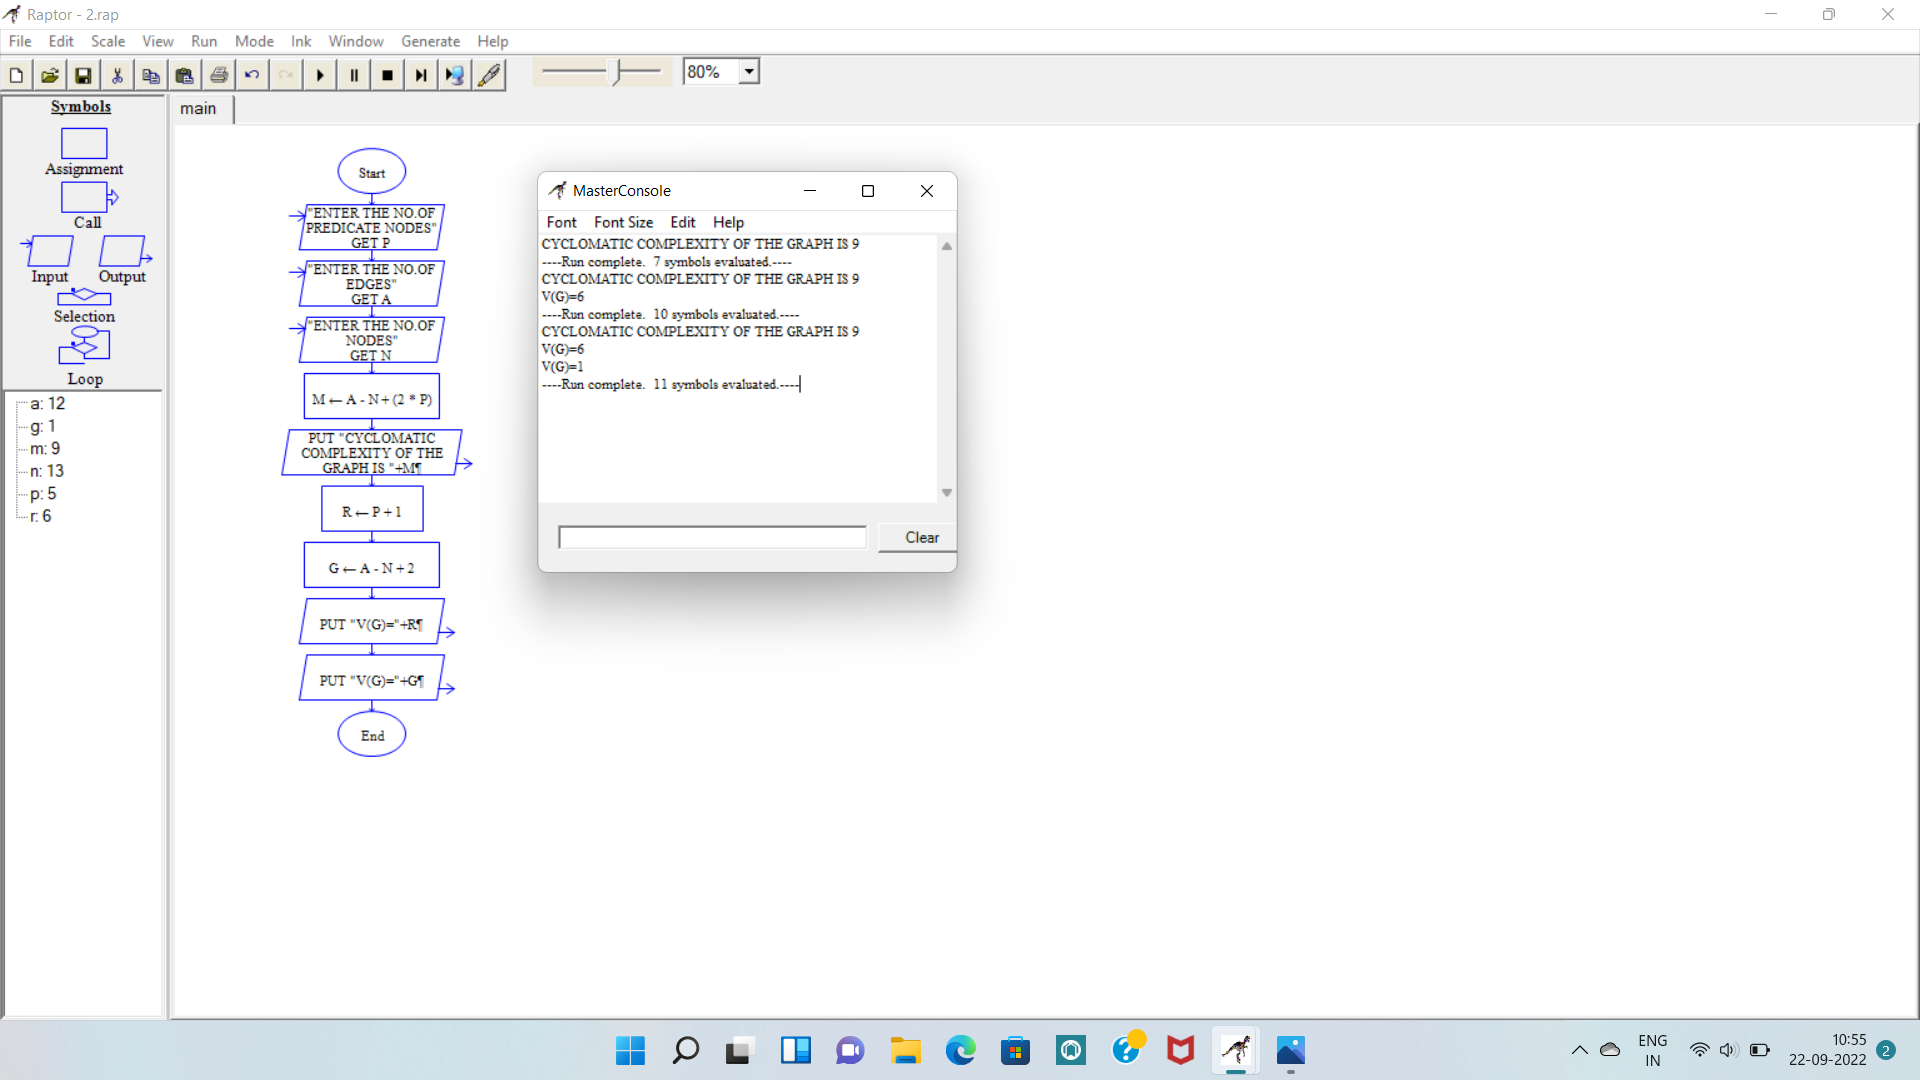 Raptor - 2.rap
File Edit Scale View Run Mode Ink Window Generate Help
80%
Symbols
Assignment
Call
Input Output
Selection
Loop
a: 12
g: 1
m: 9
n: 13
p: 5
r: 6
main
Start
"ENTER THE NO.OF
PREDICATE NODES"
GET P
"ENTER THE NO.OF
EDGES"
GET A
"ENTER THE NO.OF
NODES"
GET N
M ← A - N + (2 * P)
PUT "CYCLOMATIC
COMPLEXITY OF THE
GRAPH IS "+M¶
R ← P + 1
G ← A - N + 2
PUT "V(G)="+R¶
PUT "V(G)="+G¶
End
MasterConsole
Font Font Size Edit Help
CYCLOMATIC COMPLEXITY OF THE GRAPH IS 9
----Run complete. 7 symbols evaluated.----
CYCLOMATIC COMPLEXITY OF THE GRAPH IS 9
V(G)=6
----Run complete. 10 symbols evaluated.----
CYCLOMATIC COMPLEXITY OF THE GRAPH IS 9
V(G)=6
V(G)=1
----Run complete. 11 symbols evaluated.----
Clear
ENG
IN
10:55
22-09-2022
2